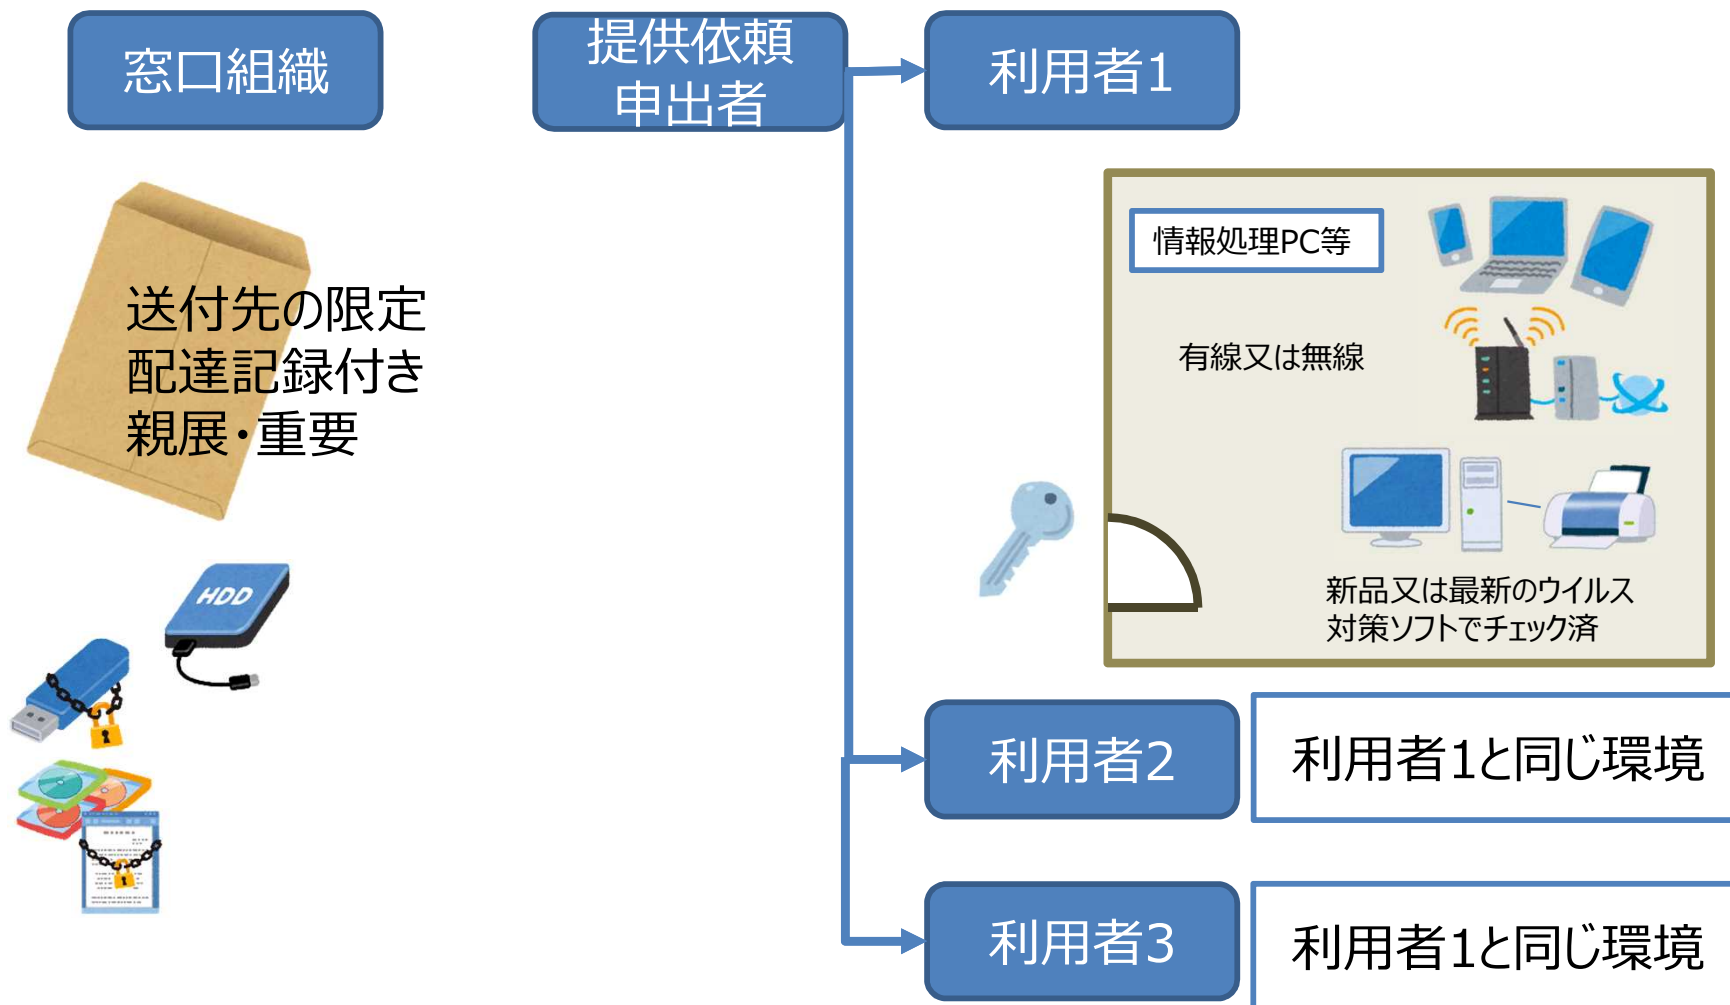 窓口組織
提供依頼
申出者
利用者1
送付先の限定
配達記録付き
親展・重要
HDD
情報処理PC等
有線又は無線
新品又は最新のウイルス
対策ソフトでチェック済
利用者2
利用者1と同じ環境
利用者3
利用者1と同じ環境